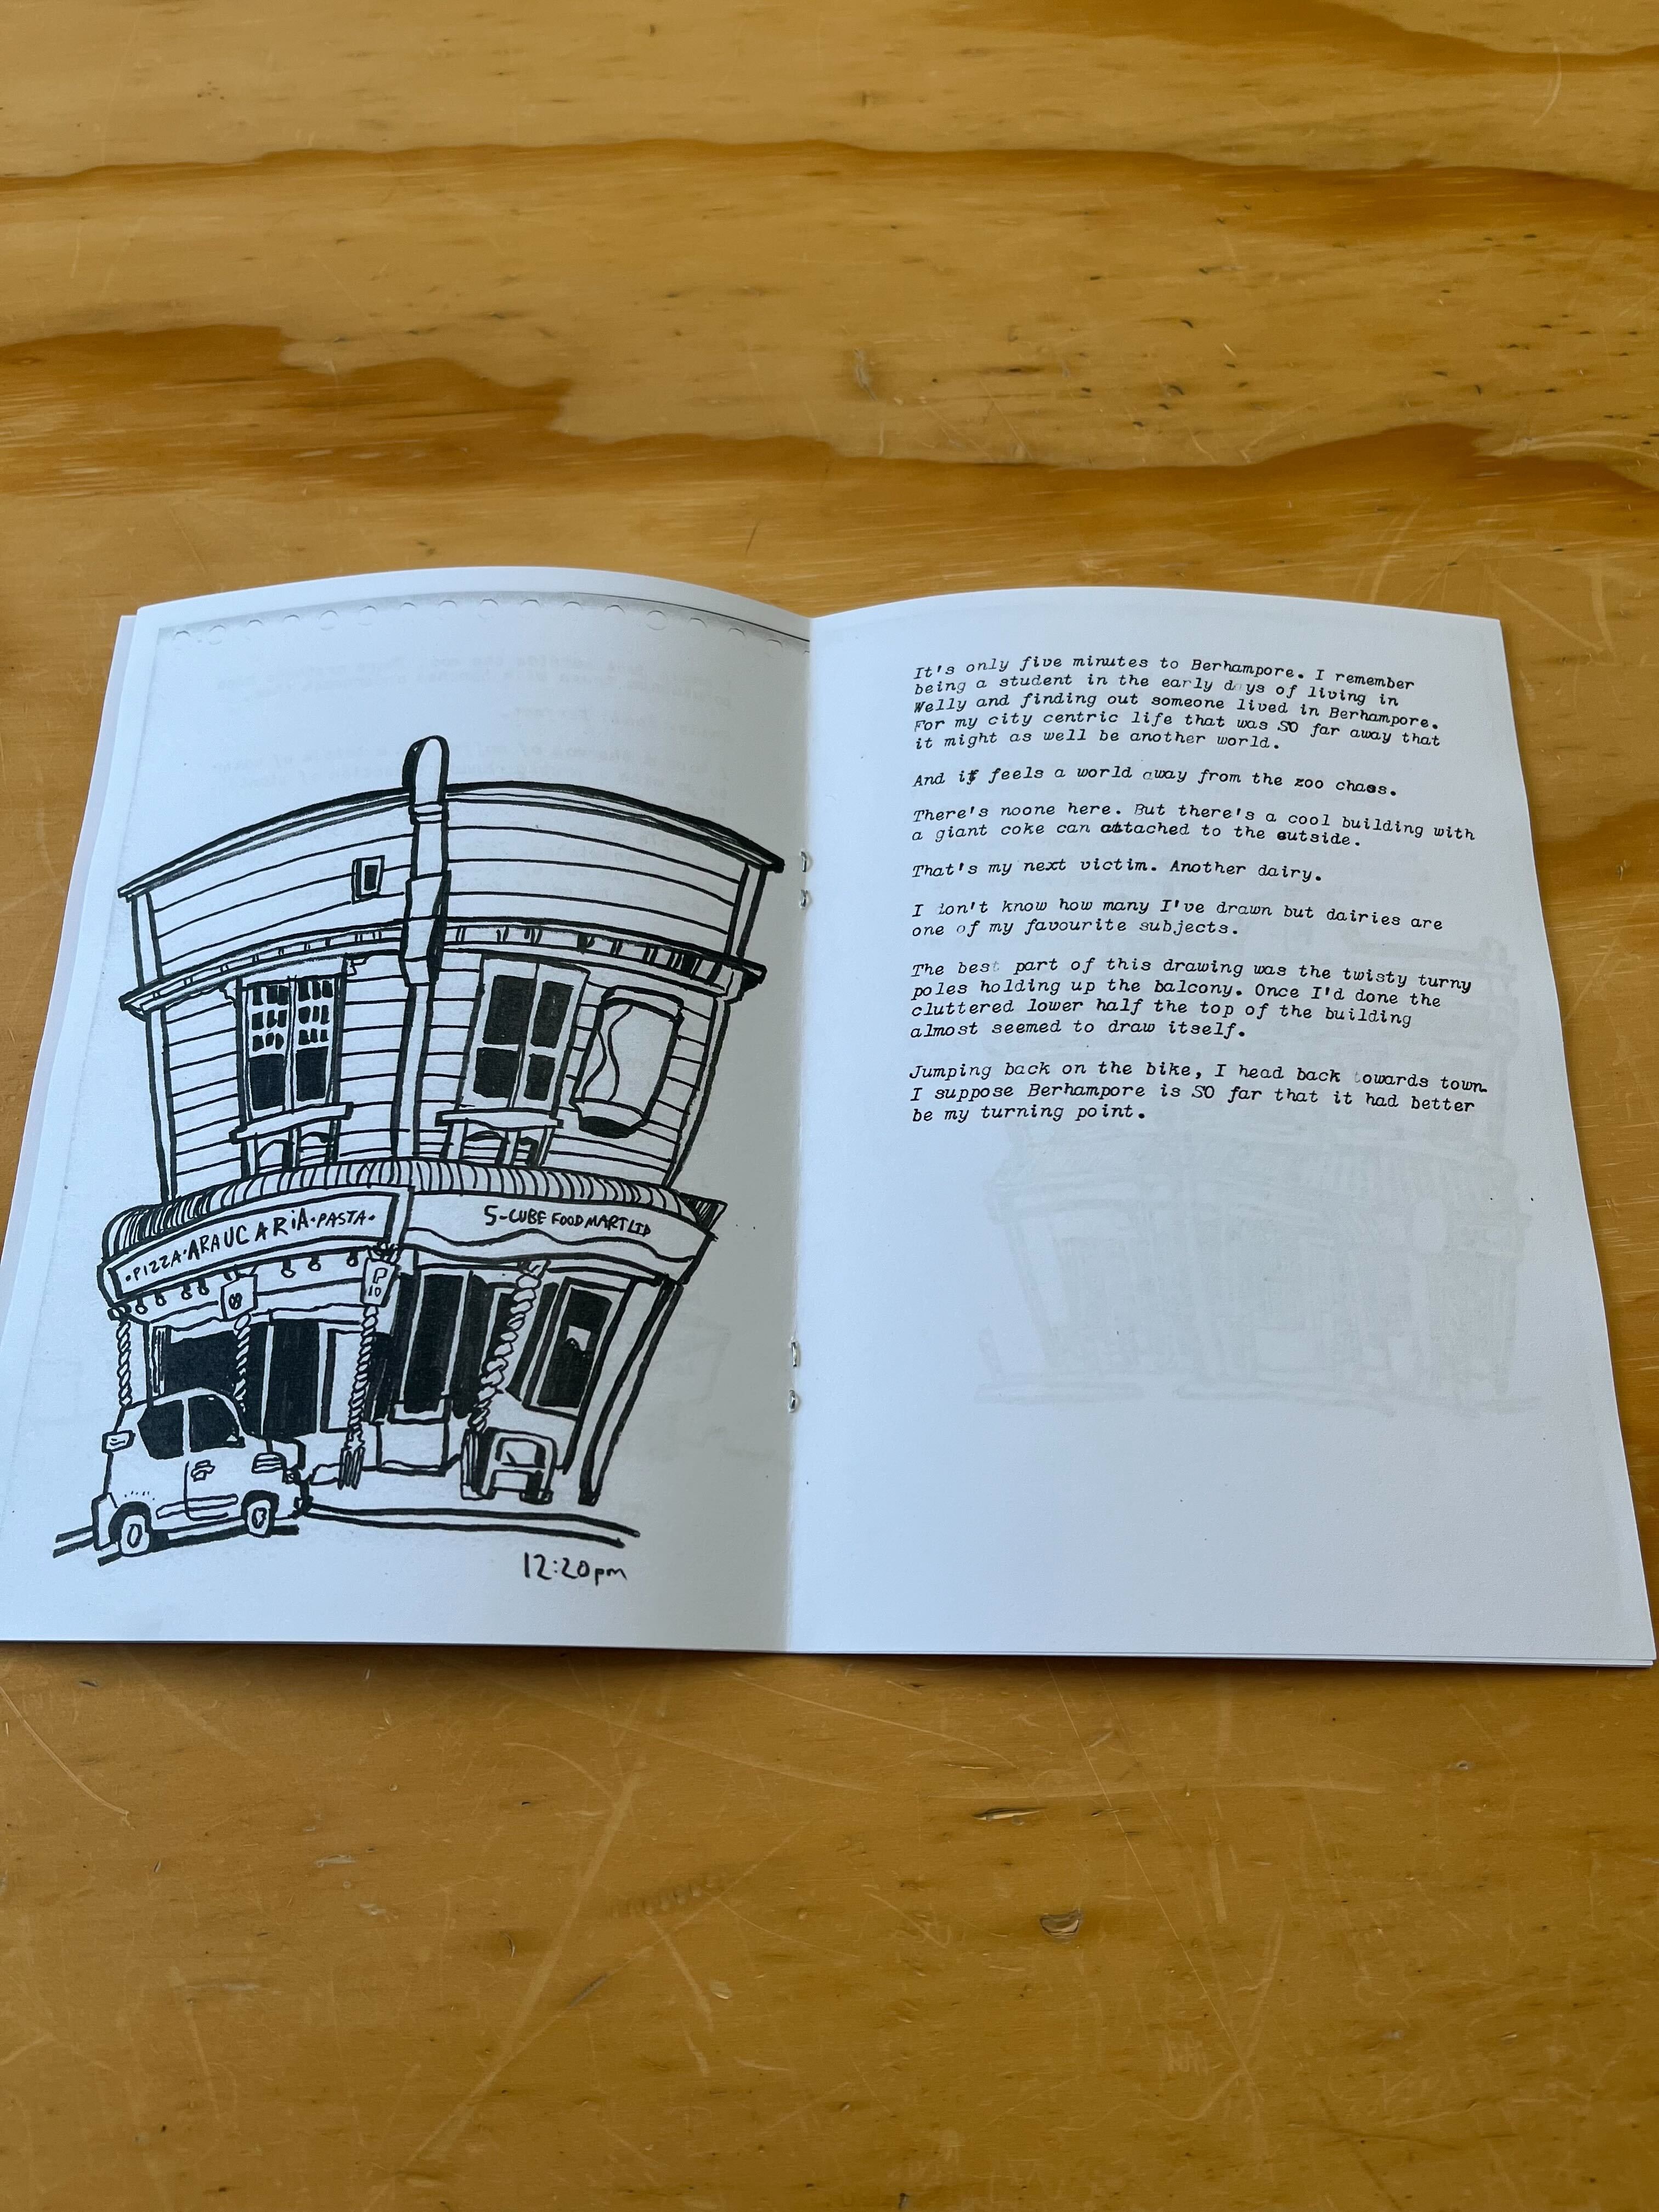 ·PIZZA·ARAUCARiA·PASTA·
S-CUBE FOOD MART LTD
P
10
12:20pm
It's only five minutes to Berhampore. I remember
being a student in the early d ys of living in
Welly and finding out someone lived in Berhampore.
For my city centric life that was SO far away that
it might as well be another world.
And it feels a world away from the zoo chaos.
There's noone here. But there's a cool building with
a giant coke can attached to the outside.
That's my next victim. Another dairy.
I don't know how many I've drawn but dairies are
one of my favourite subjects.
The best part of this drawing was the twisty turny
poles holding up the balcony. Once I'd done the
cluttered lower half the top of the building
almost seemed to draw itself.
Jumping back on the bike, I head back towards town.
I suppose Berhampore is SO far that it had better
be my turning point.